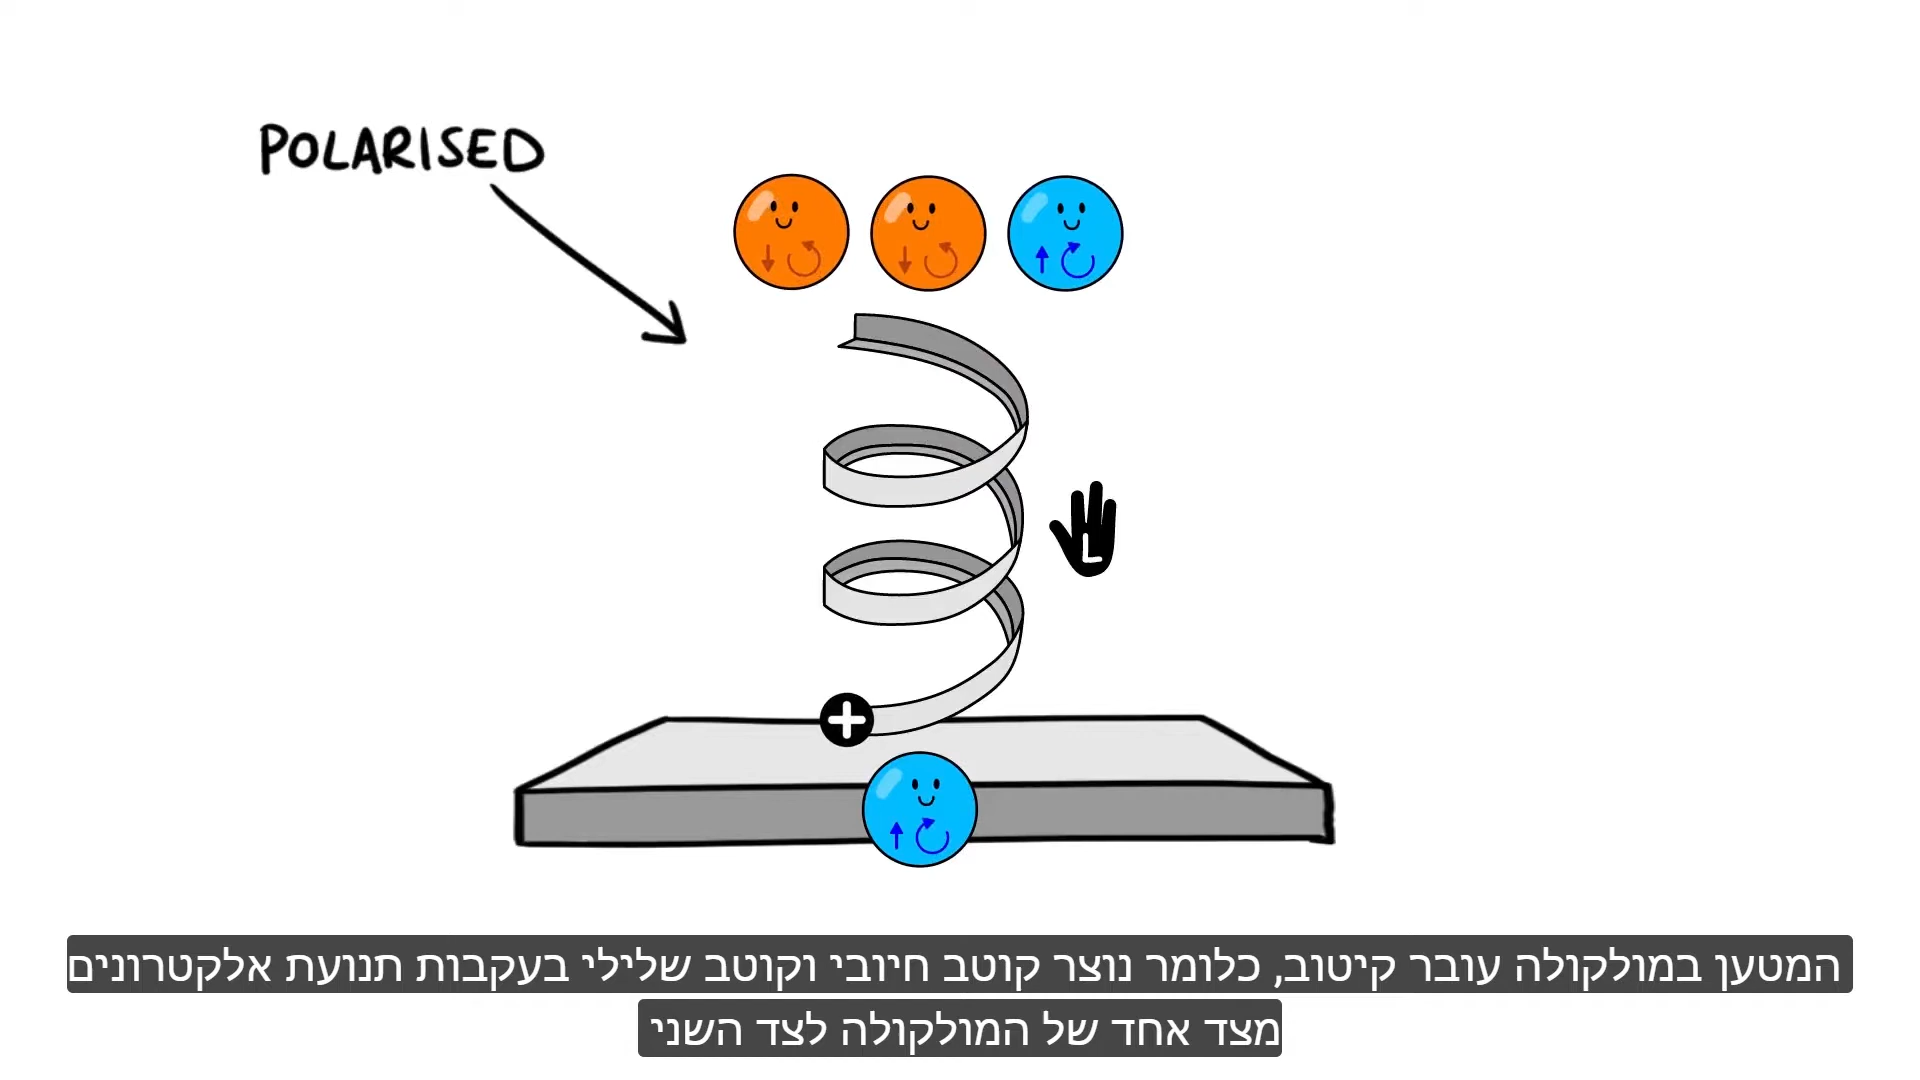 POLARISED
L
המטען במולקולה עובר קיטוב, כלומר נוצר קוטב חיובי וקוטב שלילי בעקבות תנועת אלקטרונים
מצד אחד של המולקולה לצד השני